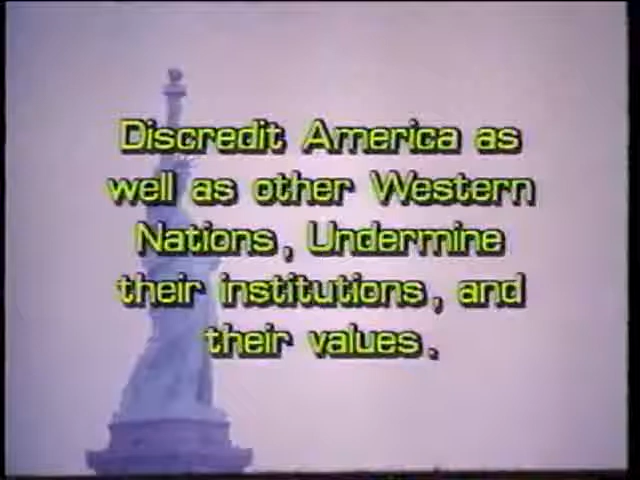 Discredit America as
well as other Western
Nations, Undermine
their institutions, and
their values.